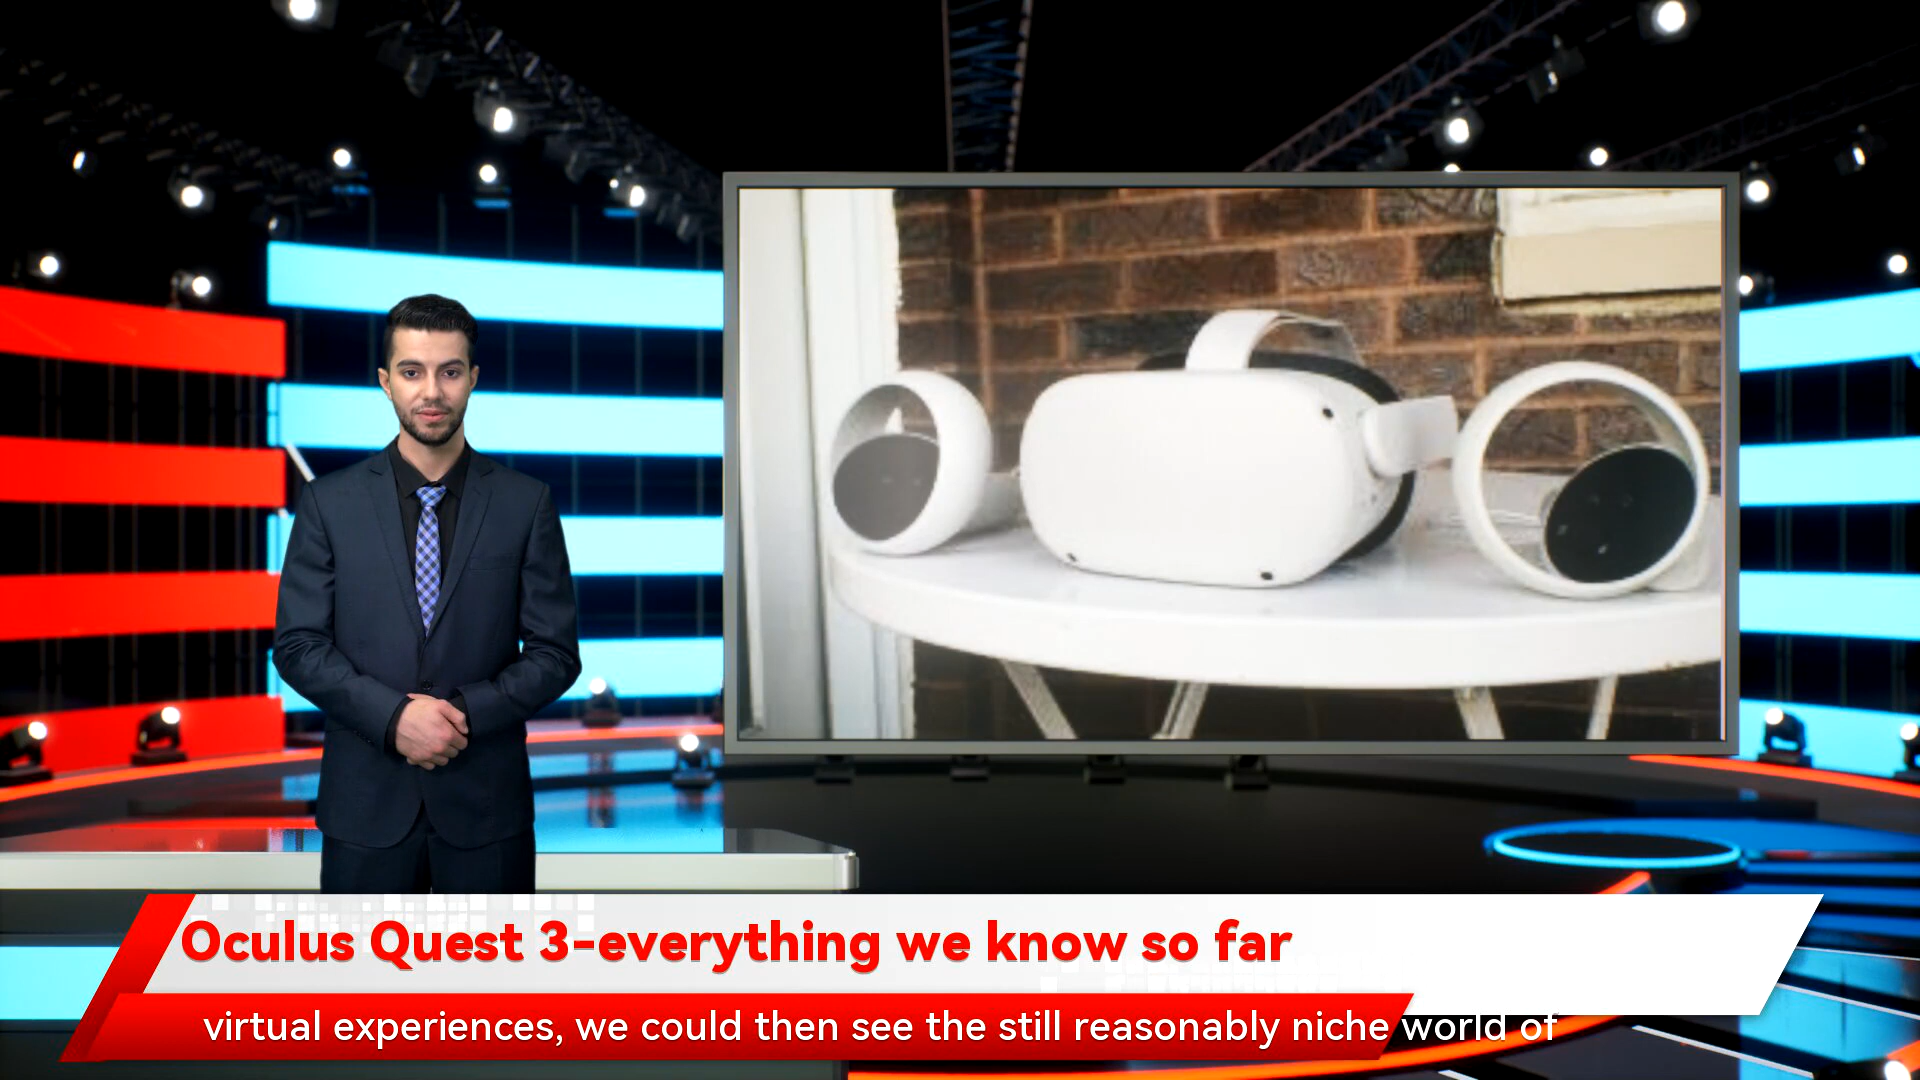 Oculus Quest 3-everything we know so far
virtual experiences, we could then see the still reasonably niche world of